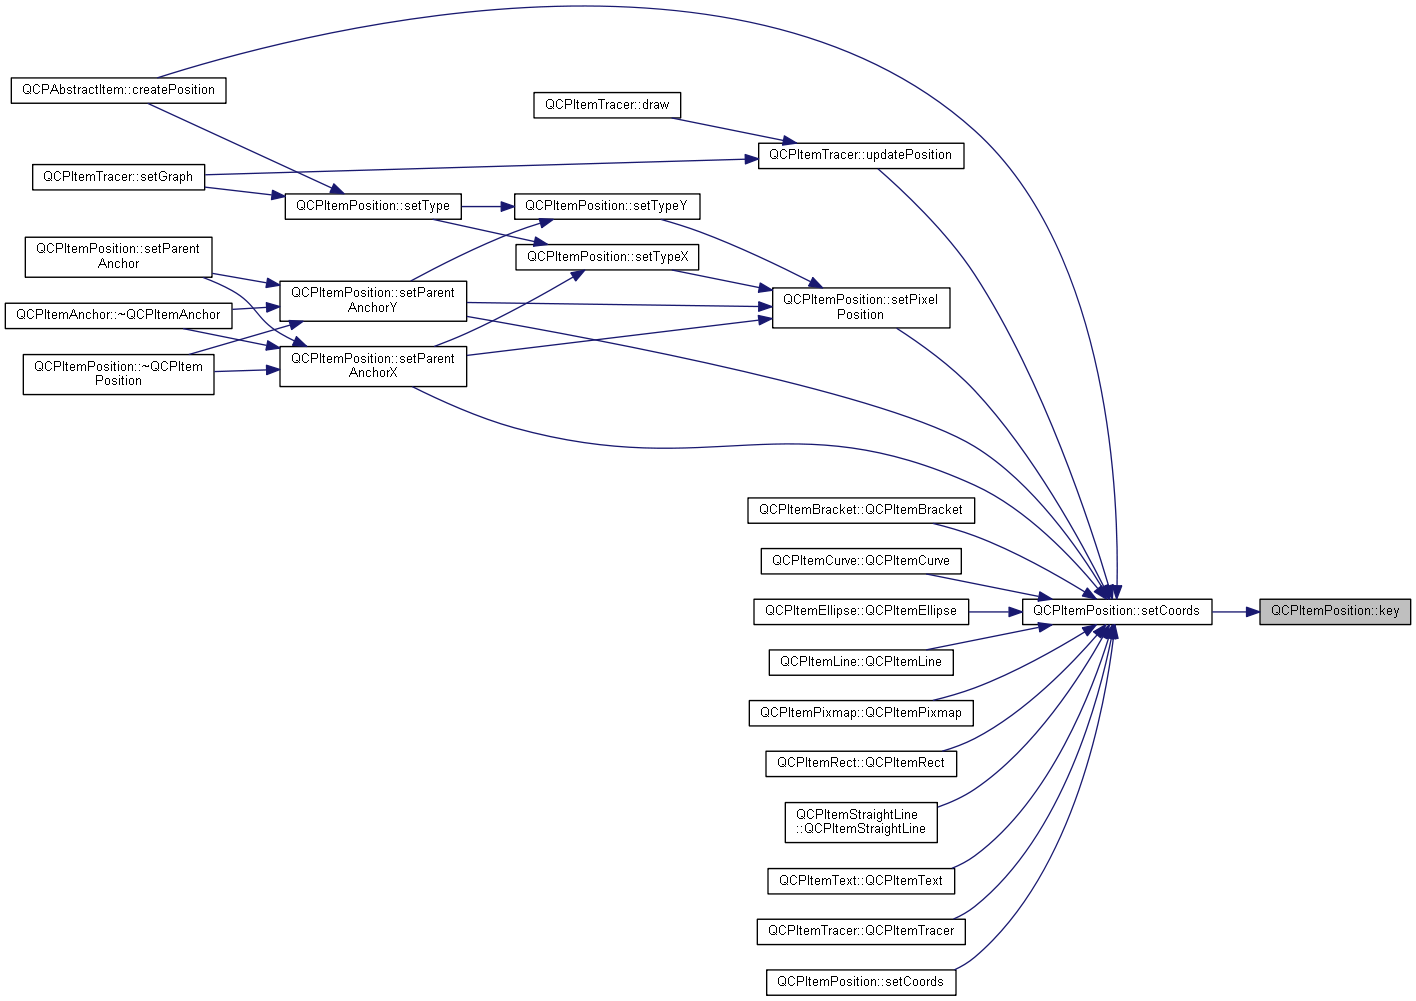 QCPAbstractItem::createPosition
QCPItemTracer::draw
QCPItemTracer::updatePosition
QCPItemTracer::setGraph
QCPItemPosition::setType
QCPItemPosition::setTypeY
QCPItemPosition::setParent
Anchor
QCPItemPosition::setTypeX
QCPItemPosition::setParent
AnchorY
QCPItemPosition::setPixel
Position
QCPItemAnchor::~QCPItemAnchor
QCPItemPosition::setParent
AnchorX
QCPItemPosition::~QCPItem
Position
QCPItemBracket::QCPItemBracket
QCPItemCurve::QCPItemCurve
QCPItemEllipse::QCPItemEllipse
QCPItemPosition::setCoords
QCPItemPosition::key
QCPItemLine::QCPItemLine
QCPItemPixmap::QCPItemPixmap
QCPItemRect::QCPItemRect
QCPItemStraightLine
::QCPItemStraightLine
QCPItemText::QCPItemText
QCPItemTracer::QCPItemTracer
QCPItemPosition::setCoords